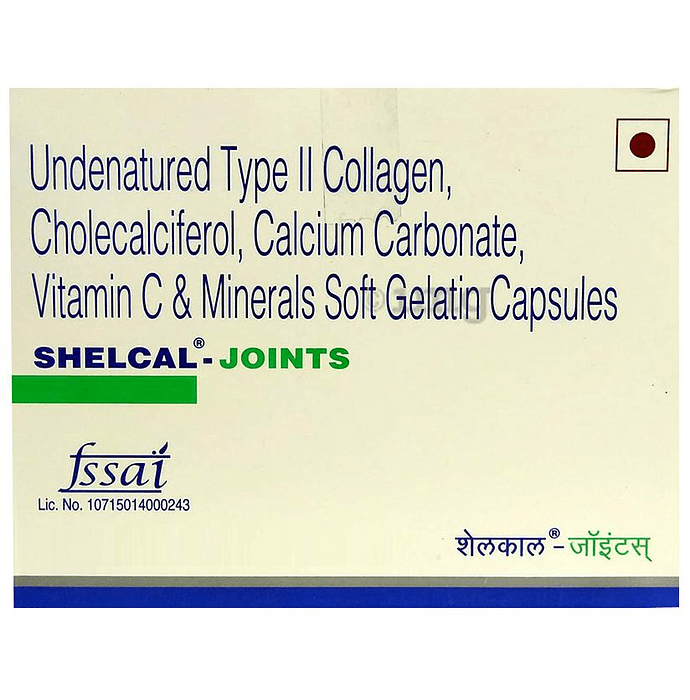 Undenatured Type II Collagen,
Cholecalciferol, Calcium Carbonate,
Vitamin C & Minerals Soft Gelatin Capsules
SHELCAL®-JOINTS
fssaï
Lic. No. 10715014000243
शेलकाल®-जॉइंटस्